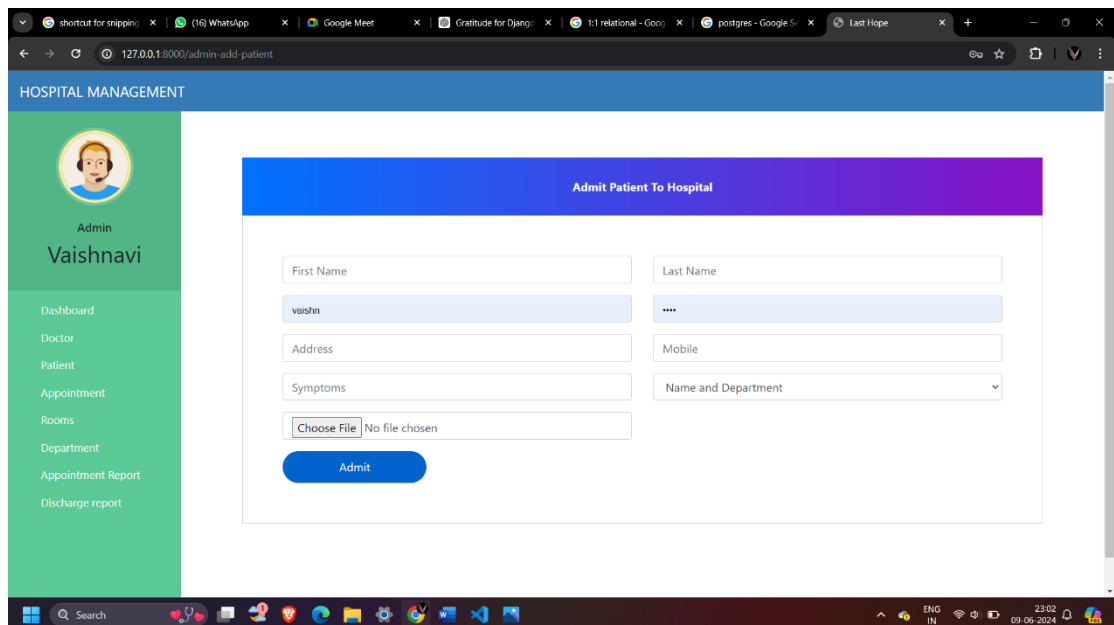 shortcut for snipping
(16) WhatsApp
Google Meet
Gratitude for Django
1:1 relational - Goog
postgres - Google Se
Last Hope
127.0.0.1:8000/admin-add-patient
HOSPITAL MANAGEMENT
Admin
Vaishnavi
Dashboard
Doctor
Patient
Appointment
Rooms
Department
Appointment Report
Discharge report
Admit Patient To Hospital
First Name Last Name
vaishn ••••
Address Mobile
Symptoms Name and Department
Choose File No file chosen
Admit
Search
ENG
IN
23:02
09-06-2024